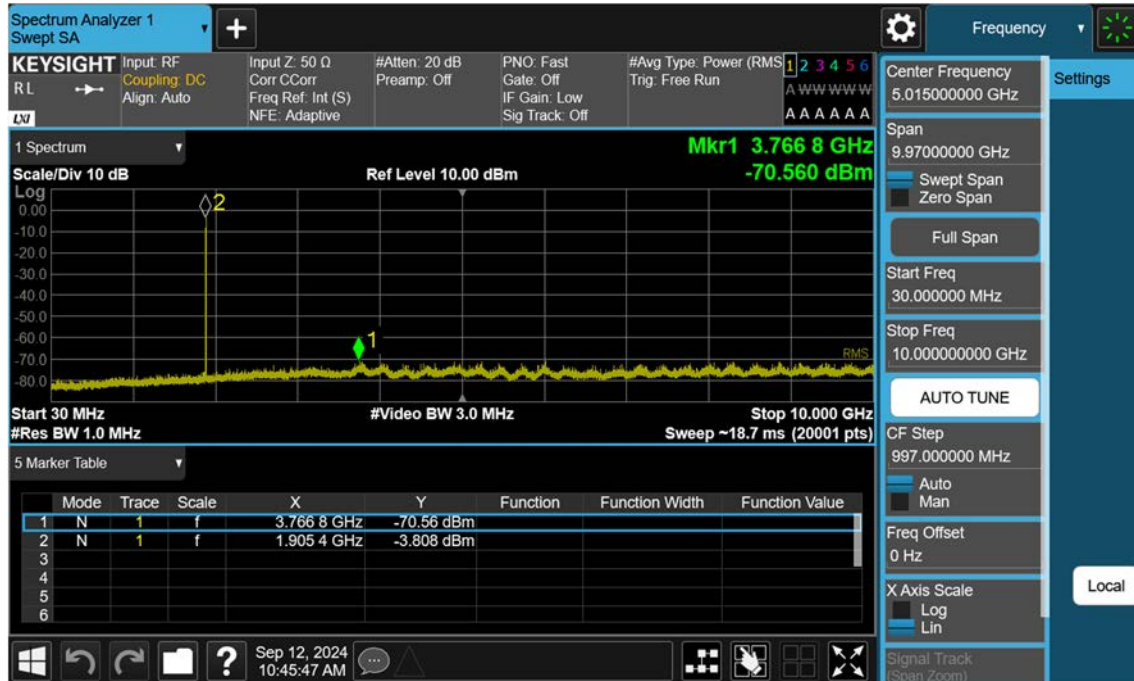 Spectrum Analyzer 1
Swept SA
Frequency
KEYSIGHT
RL
LXI
Input: RF
Coupling: DC
Align: Auto
Input Z: 50 Ω
Corr CCorr
Freq Ref: Int (S)
NFE: Adaptive
#Atten: 20 dB
Preamp: Off
PNO: Fast
Gate: Off
IF Gain: Low
Sig Track: Off
#Avg Type: Power (RMS
Trig: Free Run
1 2 3 4 5 6
A W W W W W
A A A A A A
1 Spectrum
Scale/Div 10 dB
Ref Level 10.00 dBm
Mkr1 3.766 8 GHz
-70.560 dBm
Log
0.00
-10.0
-20.0
-30.0
-40.0
-50.0
-60.0
-70.0
-80.0
2
1
RMS
Start 30 MHz
#Res BW 1.0 MHz
#Video BW 3.0 MHz
Stop 10.000 GHz
Sweep ~18.7 ms (20001 pts)
5 Marker Table
Mode Trace Scale X Y Function Function Width Function Value
1 N 1 f 3.766 8 GHz -70.56 dBm
2 N 1 f 1.905 4 GHz -3.808 dBm
3
4
5
6
Sep 12, 2024
10:45:47 AM
Center Frequency
5.015000000 GHz
Settings
Span
9.97000000 GHz
Swept Span
Zero Span
Full Span
Start Freq
30.000000 MHz
Stop Freq
10.000000000 GHz
AUTO TUNE
CF Step
997.000000 MHz
Auto
Man
Freq Offset
0 Hz
X Axis Scale
Log
Lin
Local
Signal Track
(Span Zoom)